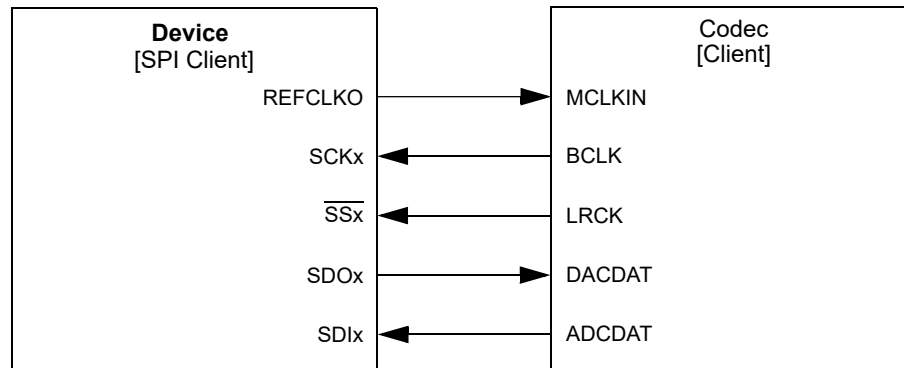 Device
[SPI Client]
REFCLKO
SCKx
SSx
SDOx
SDIx
Codec
[Client]
MCLKIN
BCLK
LRCK
DACDAT
ADCDAT